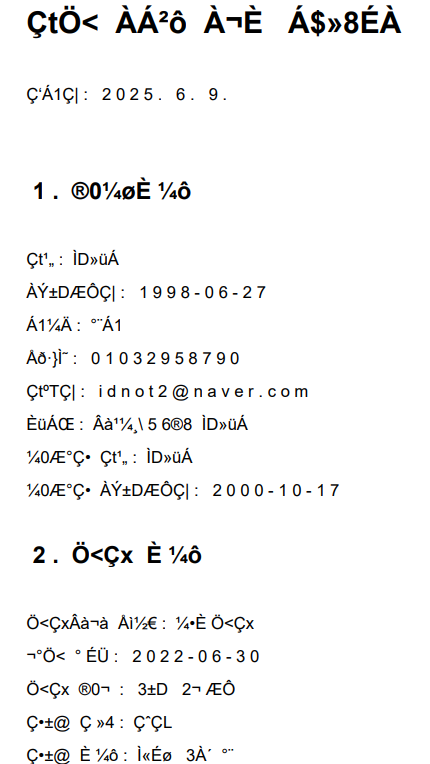 ÇtÖ< ÀÁ²ô À¬È Á$»8ÉÀ
Ç‘Á1Ç| : 2025. 6. 9.
1. ®0¼øÈ ¼ô
Çt¹„ : ÌD»üÁ
ÀÝ±DÆÔÇ| : 1998-06-27
Á1¼Ä : °¨Á1
Åð·}Ì˜ : 01032958790
ÇtºTÇ| : idnot2@naver.com
ÈüÁŒ : Âà¹¼¸\ 56®8 ÌD»üÁ
¼0Æ°Ç• Çt¹„ : ÌD»üÁ
¼0Æ°Ç• ÀÝ±DÆÔÇ| : 2000-10-17
2. Ö<Çx È ¼ô
Ö<ÇxÂà¬à Åì½€ : ¼•È Ö<Çx
¬°Ö< °ÉÜ : 2022-06-30
Ö<Çx ®0¬ : 3±D 2¬ ÆÔ
Ç•±@ Ç »4 : ÇˆÇL
Ç•±@ È ¼ô : Ì«Éø 3À´ °¨